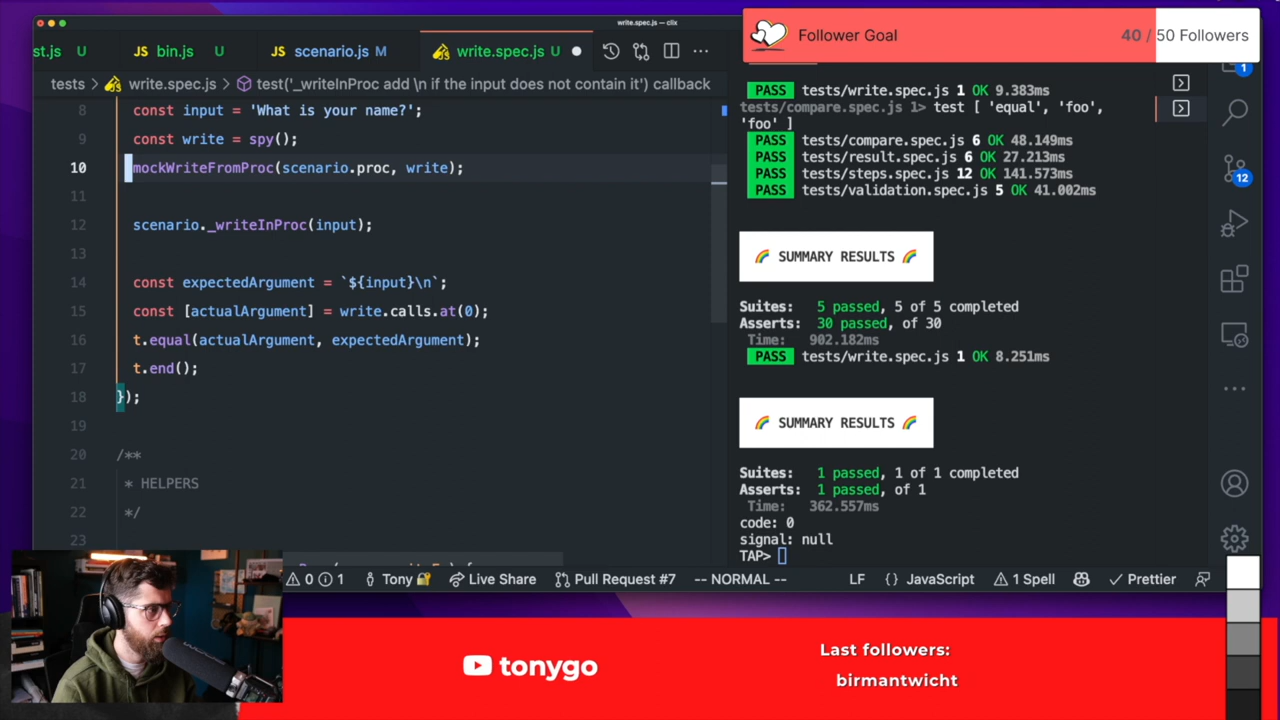 write.spec.js — clix
st.js U
JS bin.js U
JS scenario.js M
write.spec.js U
tests > write.spec.js > test('_writeInProc add \n if the input does not contain it') callback
8 const input = 'What is your name?';
9 const write = spy();
10 mockWriteFromProc(scenario.proc, write);
11
12 scenario._writeInProc(input);
13
14 const expectedArgument = `${input}\n`;
15 const [actualArgument] = write.calls.at(0);
16 t.equal(actualArgument, expectedArgument);
17 t.end();
18 });
19
20 /**
21 * HELPERS
22 */
23
Follower Goal 40 / 50 Followers
PASS tests/write.spec.js 1 OK 9.383ms
tests/compare.spec.js 1> test [ 'equal', 'foo',
'foo' ]
PASS tests/compare.spec.js 6 OK 48.149ms
PASS tests/result.spec.js 6 OK 27.213ms
PASS tests/steps.spec.js 12 OK 141.573ms
PASS tests/validation.spec.js 5 OK 41.002ms
SUMMARY RESULTS
Suites: 5 passed, 5 of 5 completed
Asserts: 30 passed, of 30
Time: 902.182ms
PASS tests/write.spec.js 1 OK 8.251ms
SUMMARY RESULTS
Suites: 1 passed, 1 of 1 completed
Asserts: 1 passed, of 1
Time: 362.557ms
code: 0
signal: null
TAP>
1
12
0 1 Tony Live Share Pull Request #7 -- NORMAL -- LF {} JavaScript 1 Spell Prettier
tonygo
Last followers:
birmantwicht